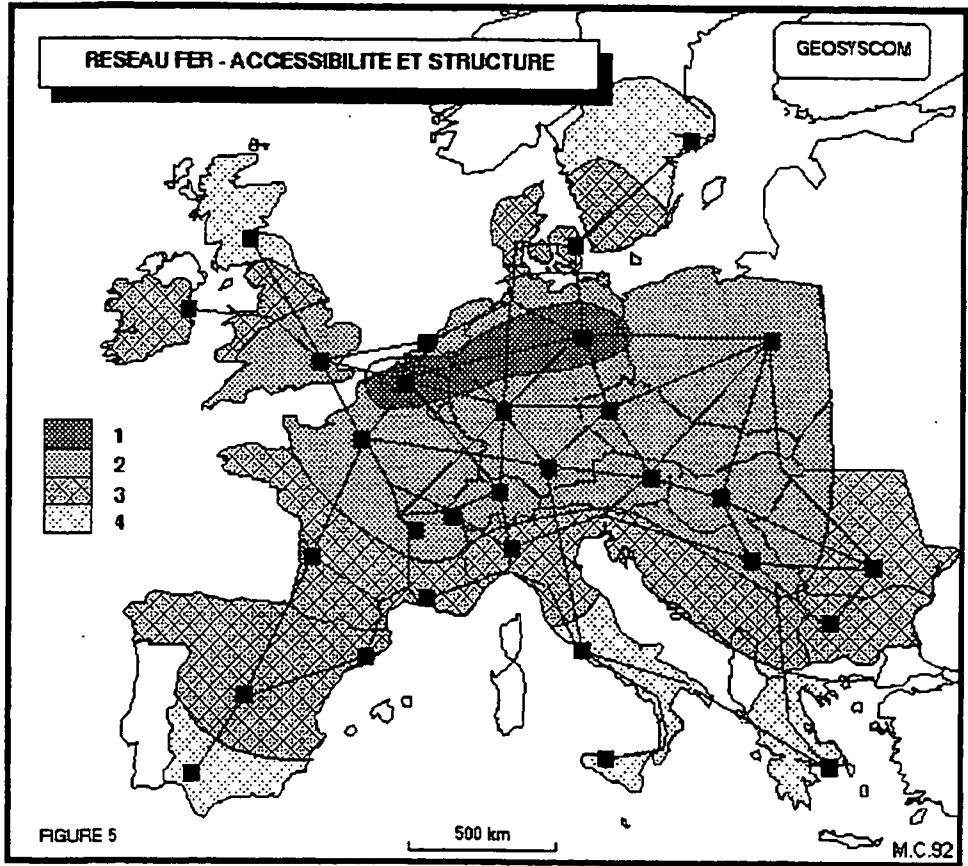 RESEAU FER - ACCESSIBILITE ET STRUCTURE
GEOSYSCOM
1
2
3
4
FIGURE 5
500 km
M.C.92